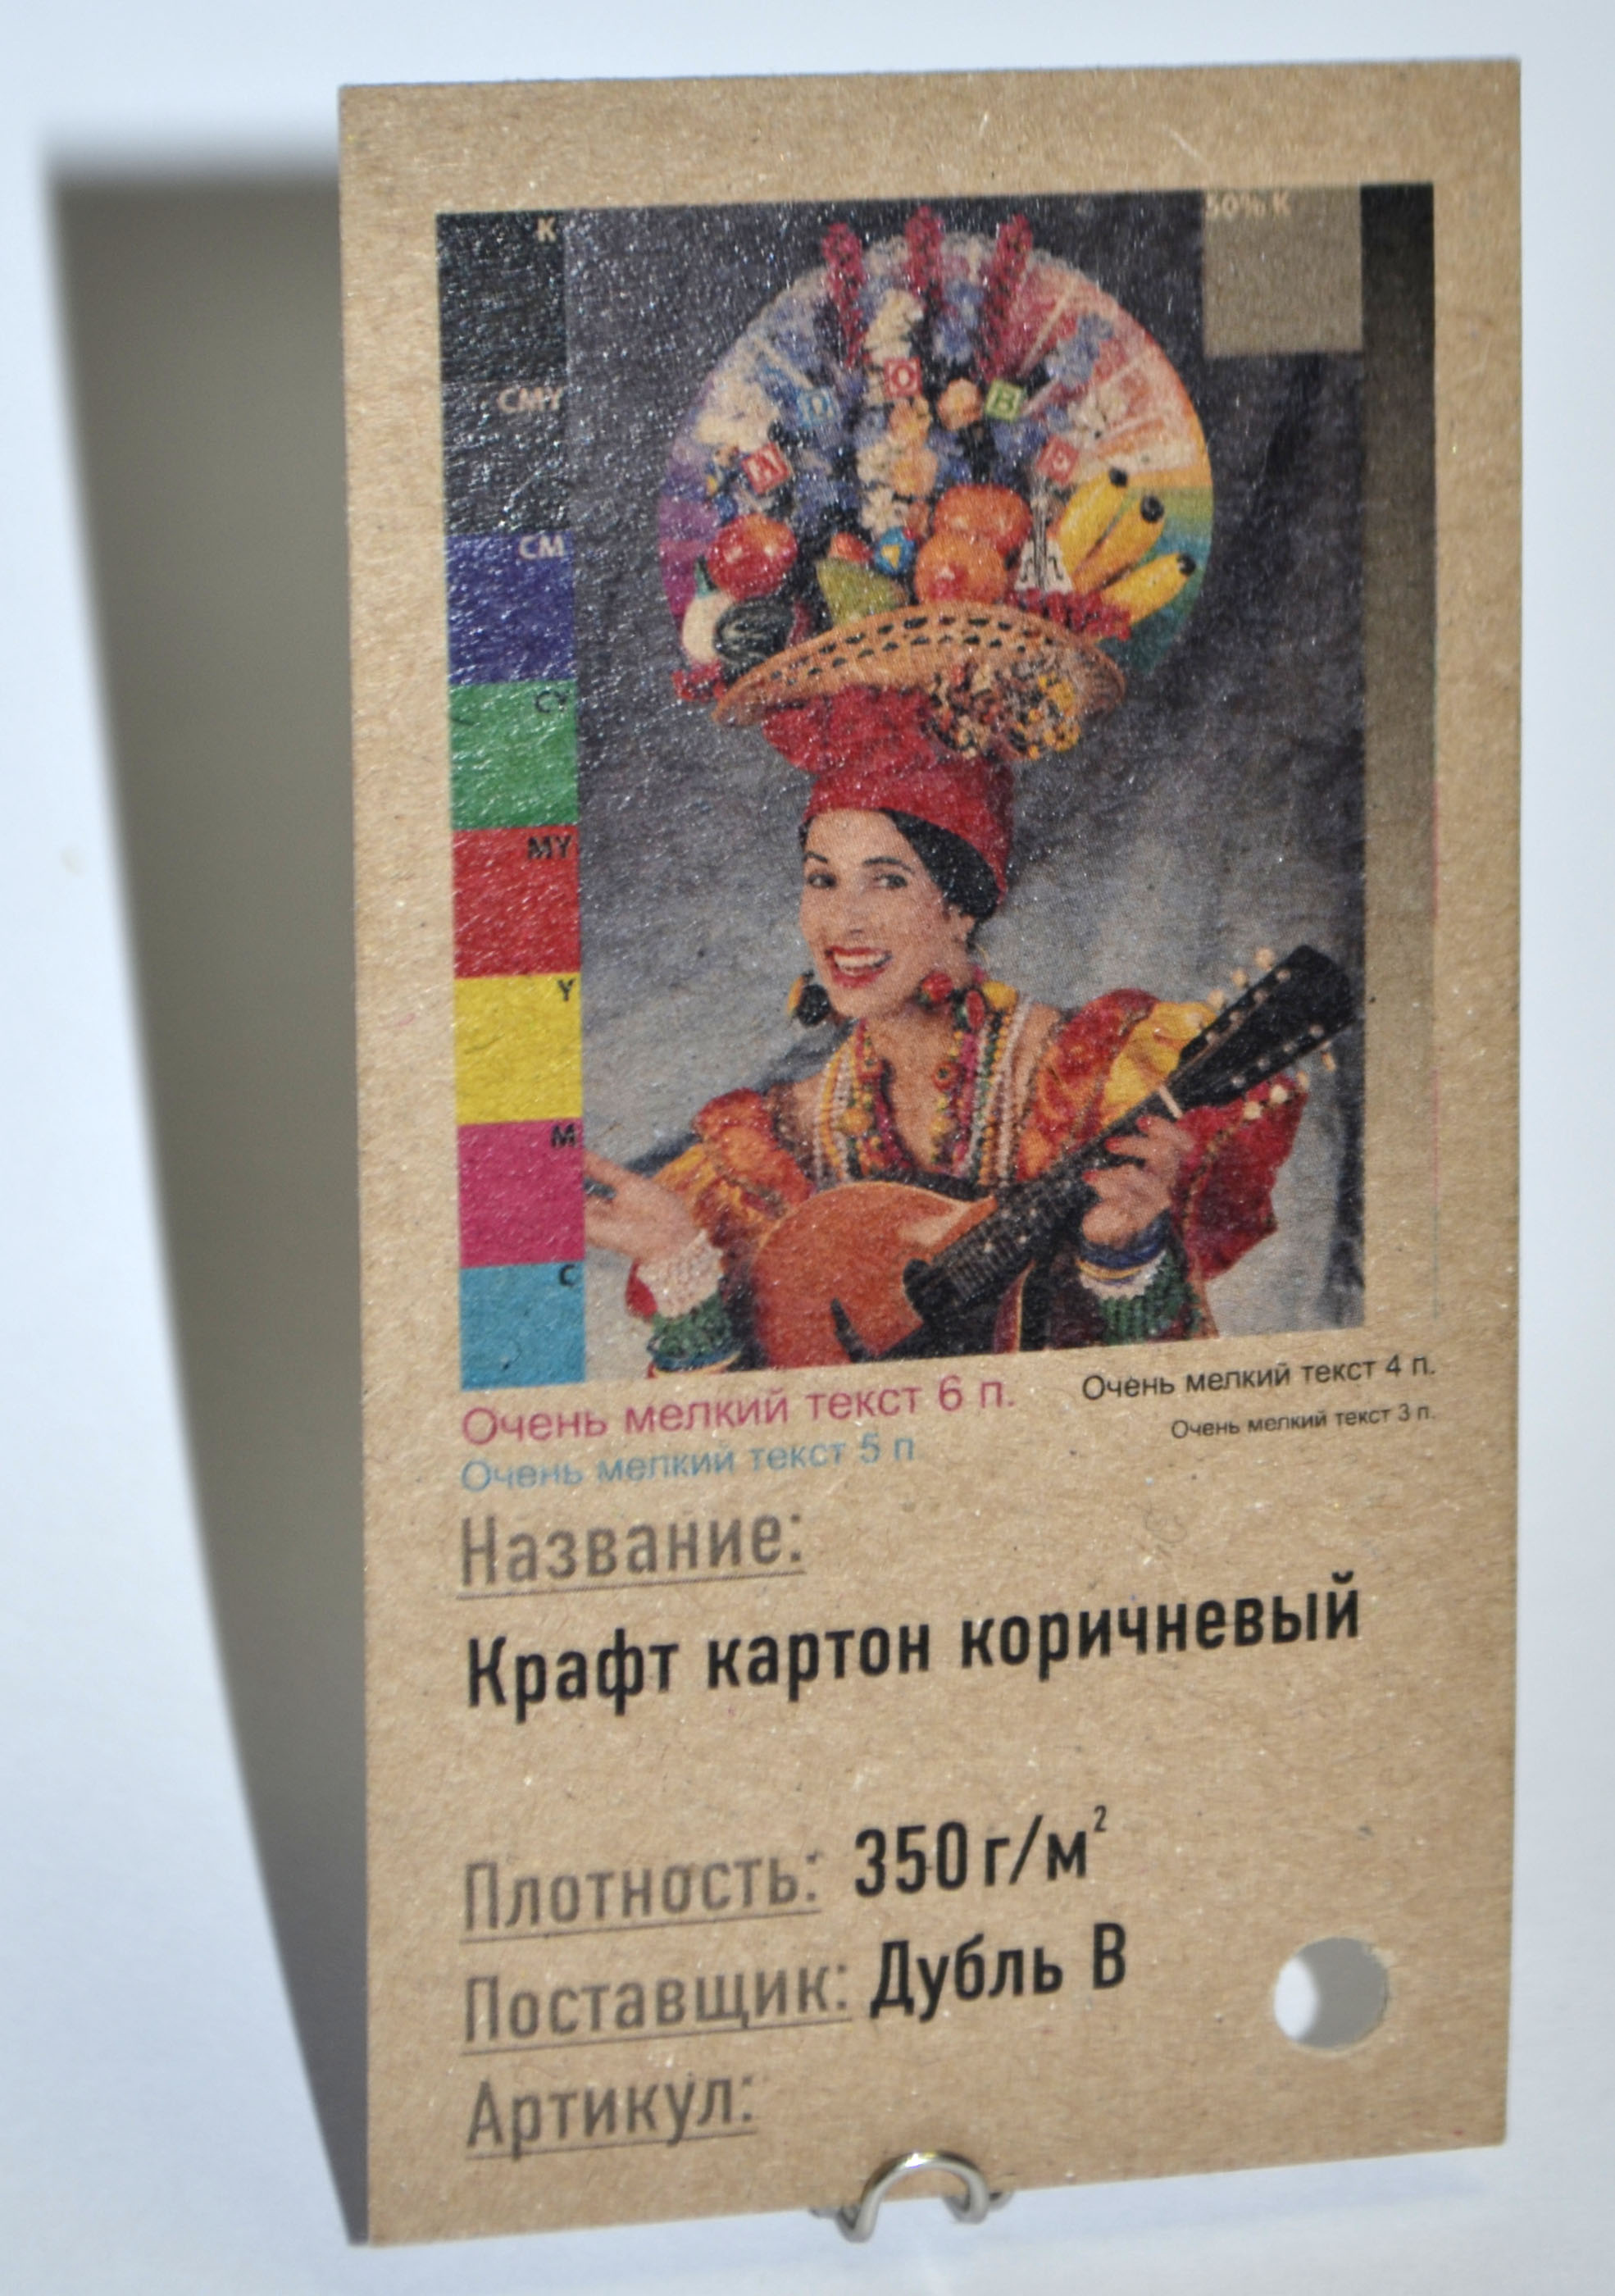 K
50% K
CMY
CM
CY
MY
Y
M
C
Очень мелкий текст 6 п.
Очень мелкий текст 4 п.
Очень мелкий текст 5 п
Очень мелкий текст 3 п.
Название:
Крафт картон коричневый
Плотность: 350 г/м²
Поставщик: Дубль В
Артикул: